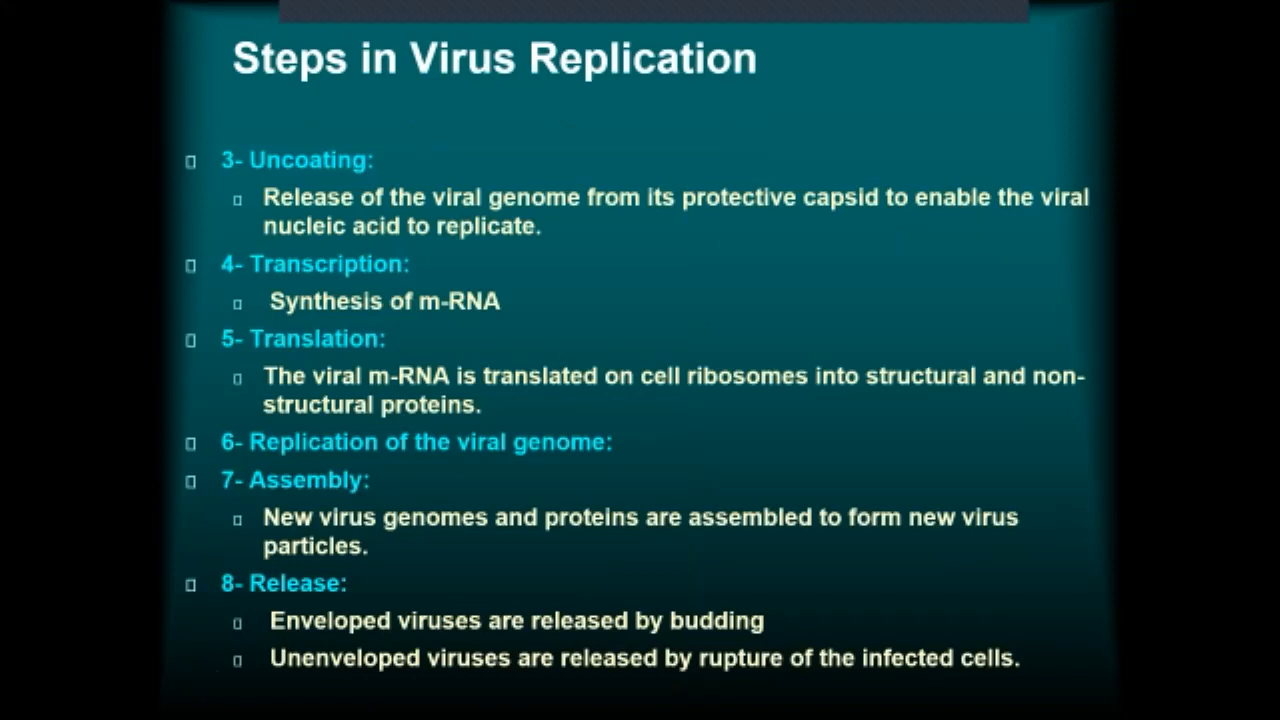 Steps in Virus Replication
3- Uncoating:
Release of the viral genome from its protective capsid to enable the viral
nucleic acid to replicate.
4- Transcription:
Synthesis of m-RNA
5- Translation:
The viral m-RNA is translated on cell ribosomes into structural and non-
structural proteins.
6- Replication of the viral genome:
7- Assembly:
New virus genomes and proteins are assembled to form new virus
particles.
8- Release:
Enveloped viruses are released by budding
Unenveloped viruses are released by rupture of the infected cells.